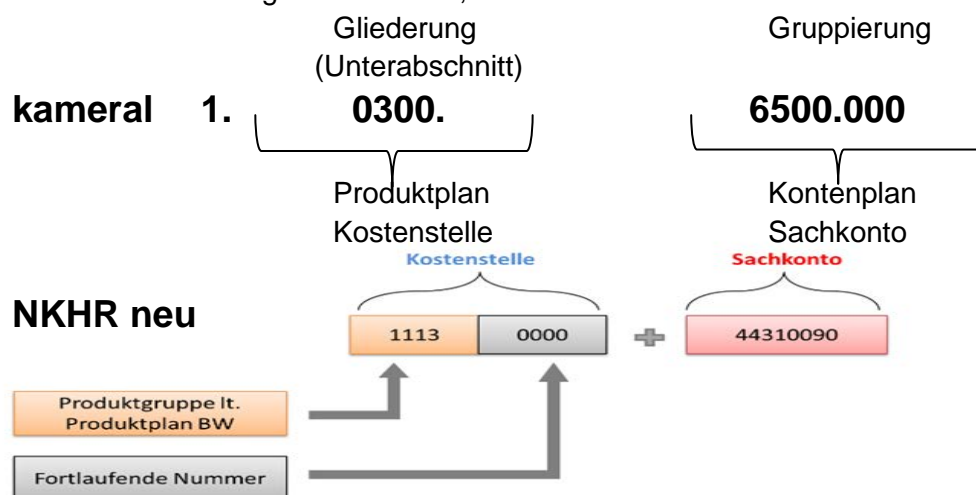 Gliederung Gruppierung
(Unterabschnitt)
kameral 1. 0300. 6500.000
Produktplan Kontenplan
Kostenstelle Sachkonto
Kostenstelle Sachkonto
NKHR neu
1113 0000 44310090
Produktgruppe lt.
Produktplan BW
Fortlaufende Nummer